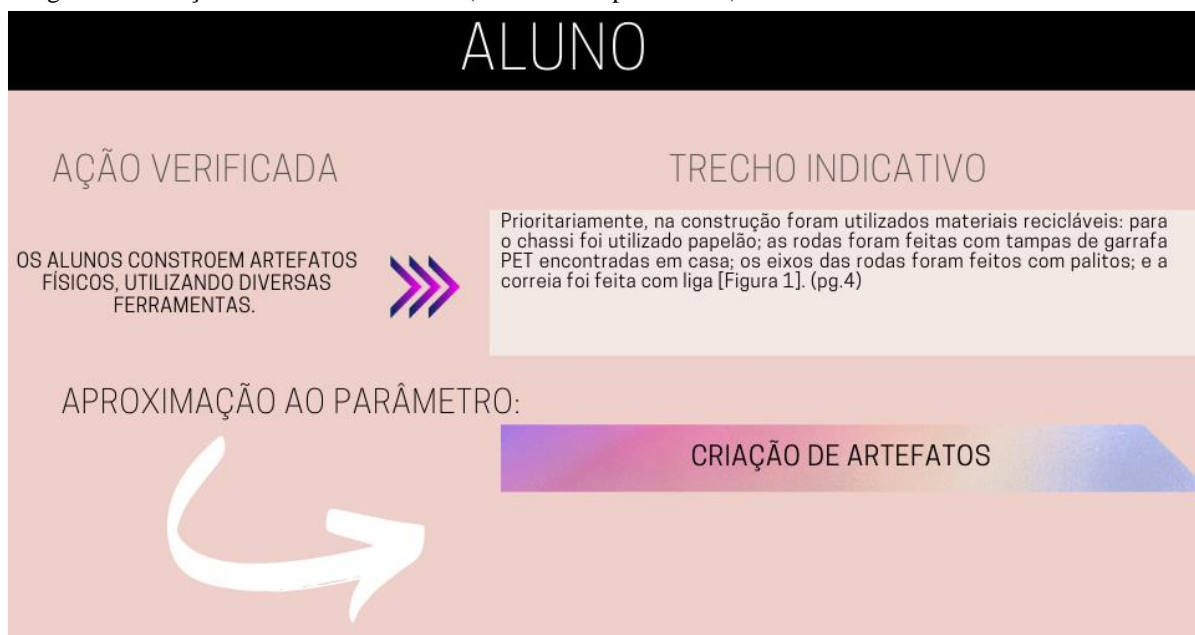 ALUNO
AÇÃO VERIFICADA
TRECHO INDICATIVO
OS ALUNOS CONSTROEM ARTEFATOS
FÍSICOS, UTILIZANDO DIVERSAS
FERRAMENTAS.
Prioritariamente, na construção foram utilizados materiais recicláveis: para
o chassi foi utilizado papelão; as rodas foram feitas com tampas de garrafa
PET encontradas em casa; os eixos das rodas foram feitos com palitos; e a
correia foi feita com liga [Figura 1]. (pg.4)
APROXIMAÇÃO AO PARÂMETRO:
CRIAÇÃO DE ARTEFATOS